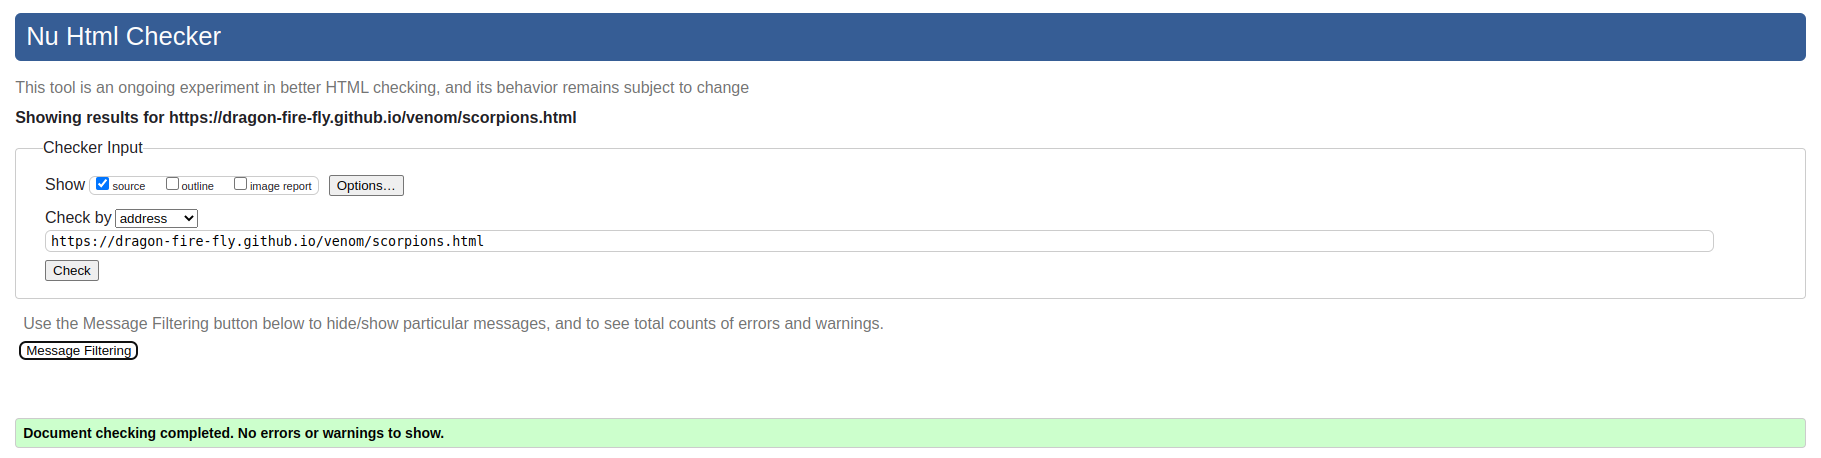 Nu Html Checker
This tool is an ongoing experiment in better HTML checking, and its behavior remains subject to change
Showing results for https://dragon-fire-fly.github.io/venom/scorpions.html
Checker Input
Show source outline image report Options...
Check by address
https://dragon-fire-fly.github.io/venom/scorpions.html
Check
Use the Message Filtering button below to hide/show particular messages, and to see total counts of errors and warnings.
Message Filtering
Document checking completed. No errors or warnings to show.